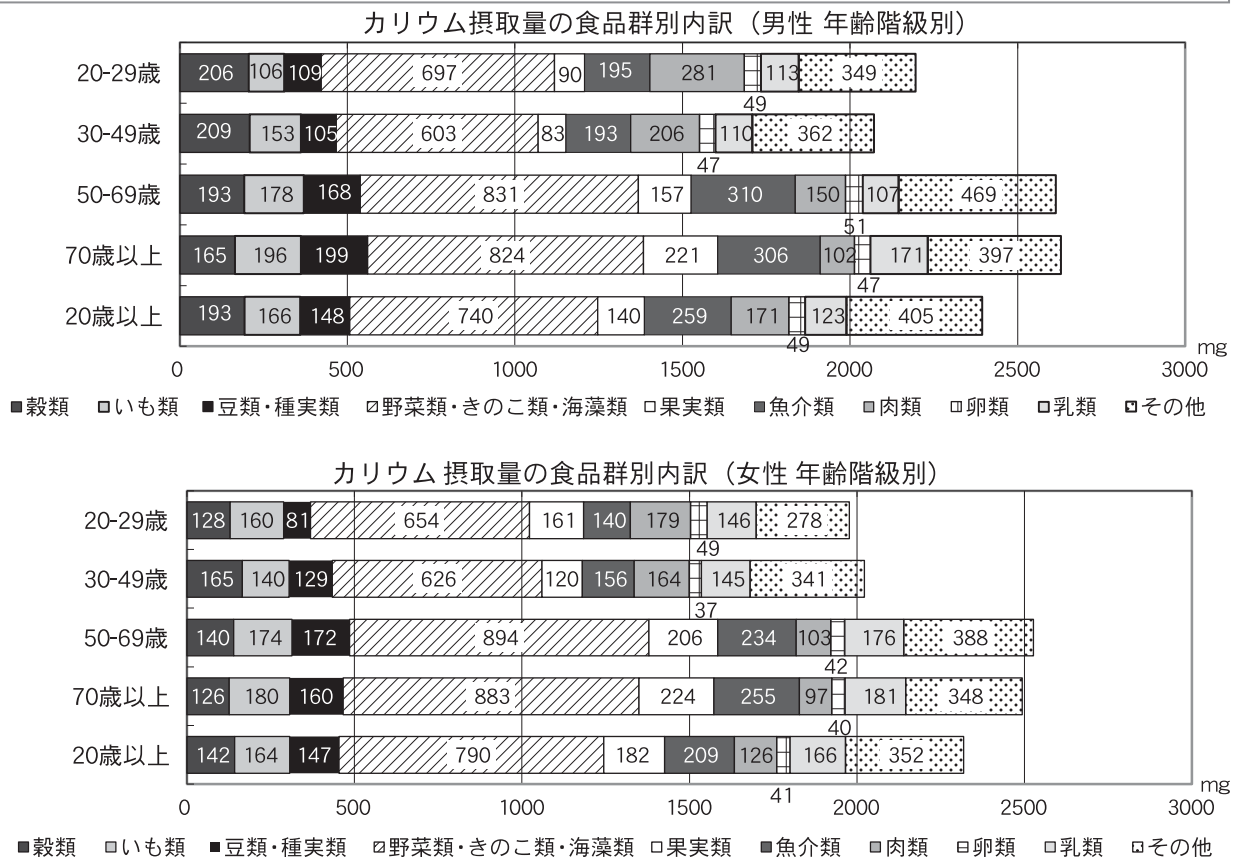 カリウム摂取量の食品群別内訳（男性 年齢階級別）
20-29歳 206 106 109 697 90 195 281 49 113 349
30-49歳 209 153 105 603 83 193 206 47 110 362
50-69歳 193 178 168 831 157 310 150 51 107 469
70歳以上 165 196 199 824 221 306 102 47 171 397
20歳以上 193 166 148 740 140 259 171 49 123 405
0 500 1000 1500 2000 2500 3000 mg
穀類 いも類 豆類・種実類 野菜類・きのこ類・海藻類 果実類 魚介類 肉類 卵類 乳類 その他
カリウム 摂取量の食品群別内訳（女性 年齢階級別）
20-29歳 128 160 81 654 161 140 179 49 146 278
30-49歳 165 140 129 626 120 156 164 37 145 341
50-69歳 140 174 172 894 206 234 103 42 176 388
70歳以上 126 180 160 883 224 255 97 40 181 348
20歳以上 142 164 147 790 182 209 126 41 166 352
0 500 1000 1500 2000 2500 3000 mg
穀類 いも類 豆類・種実類 野菜類・きのこ類・海藻類 果実類 魚介類 肉類 卵類 乳類 その他